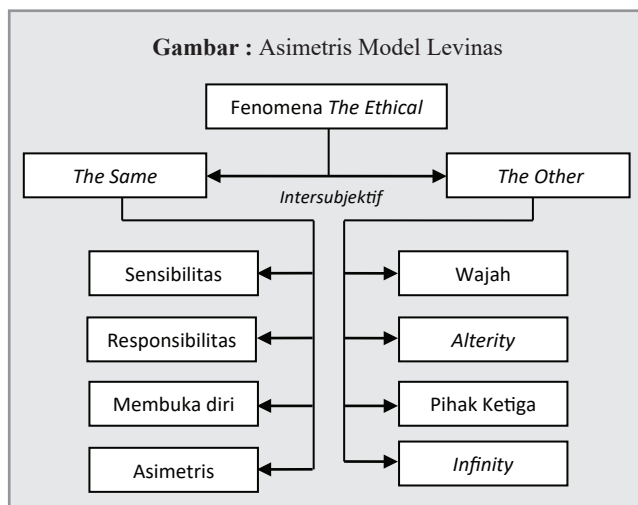 Gambar : Asimetris Model Levinas
Fenomena The Ethical
The Same
The Other
Intersubjektif
Sensibilitas
Responsibilitas
Membuka diri
Asimetris
Wajah
Alterity
Pihak Ketiga
Infinity